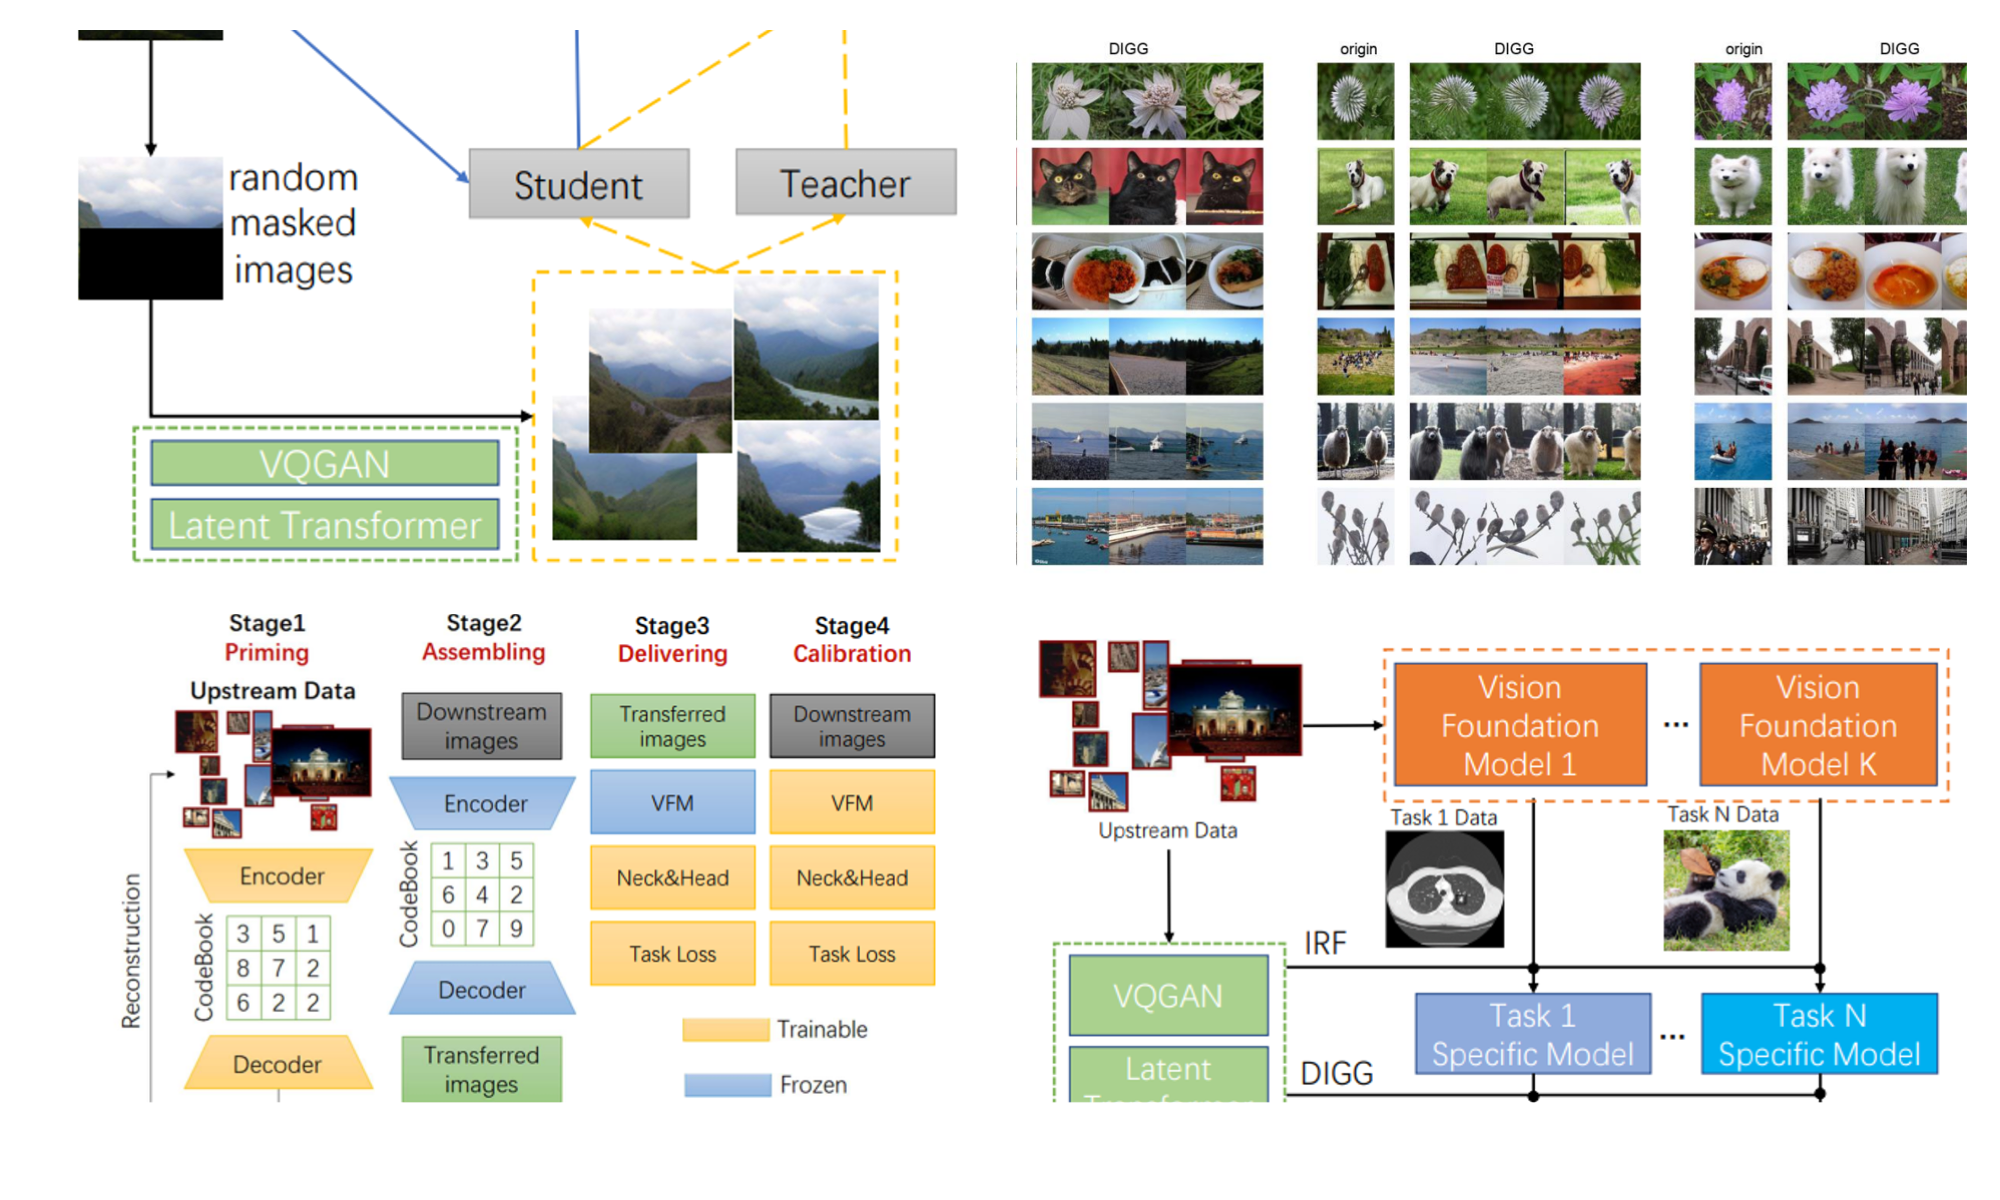 random
masked
images
Student
Teacher
VQGAN
Latent Transformer
DIGG
origin
DIGG
origin
DIGG
Stage1
Priming
Upstream Data
Reconstruction
Encoder
CodeBook
3 5 1
8 7 2
6 2 2
Decoder
Stage2
Assembling
Downstream
images
Encoder
CodeBook
1 3 5
6 4 2
0 7 9
Decoder
Transferred
images
Stage3
Delivering
Transferred
images
VFM
Neck&Head
Task Loss
Stage4
Calibration
Downstream
images
VFM
Neck&Head
Task Loss
Trainable
Frozen
Upstream Data
Vision
Foundation
Model 1
...
Vision
Foundation
Model K
Task 1 Data
Task N Data
IRF
VQGAN
Latent
DIGG
Task 1
Specific Model
...
Task N
Specific Model